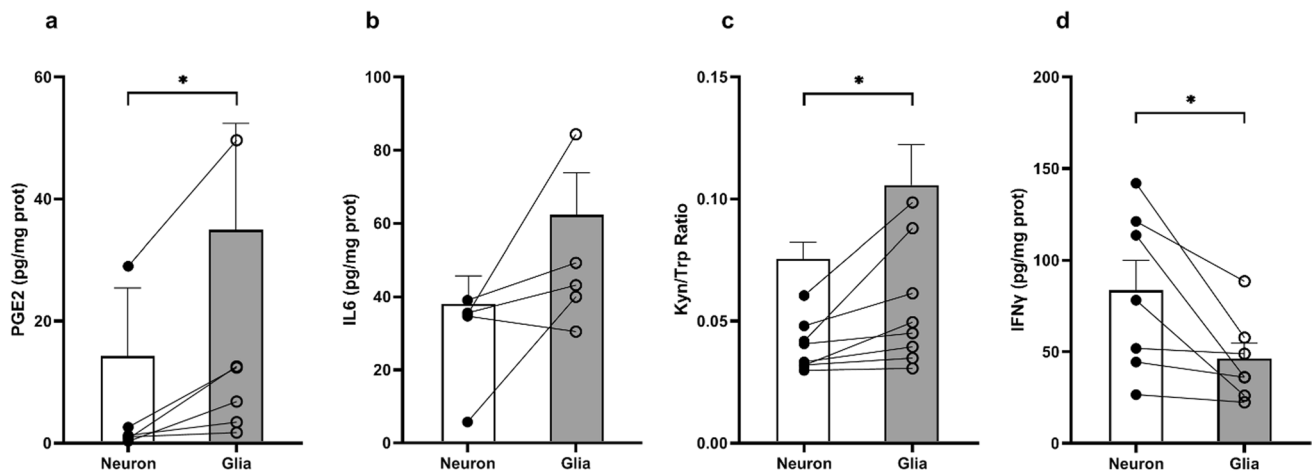 a
b
c
d
PGE2 (pg/mg prot)
60
40
20
0
*
Neuron
Glia
IL6 (pg/mg prot)
100
80
60
40
20
0
Neuron
Glia
Kyn/Trp Ratio
0.15
0.10
0.05
0.00
*
Neuron
Glia
IFNγ (pg/mg prot)
200
150
100
50
0
*
Neuron
Glia